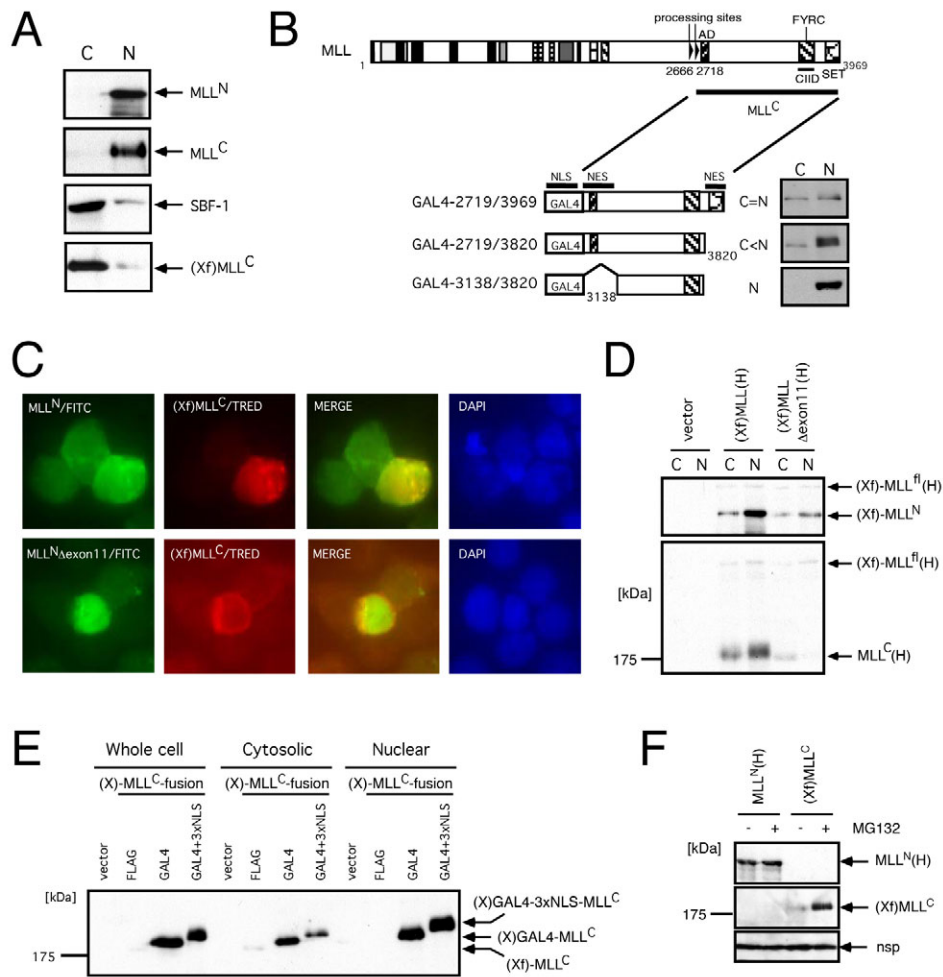 A
C N
MLL^N
MLL^C
SBF-1
(Xf)MLL^C
B
processing sites
AD
FYRC
MLL
1
2666 2718
CIID
SET
3969
MLL^C
NLS NES NES
GAL4-2719/3969
GAL4
C=N
C N
GAL4-2719/3820
GAL4
3820
C<N
GAL4-3138/3820
GAL4
3138
N
C
MLL^N/FITC
(Xf)MLL^C/TRED
MERGE
DAPI
MLL^NΔexon11/FITC
(Xf)MLL^C/TRED
MERGE
DAPI
D
vector
(Xf)MLL(H)
(Xf)MLL
Δexon11(H)
C N C N C N
(Xf)-MLL^fl(H)
(Xf)-MLL^N
(Xf)-MLL^fl(H)
[kDa]
175
MLL^C(H)
E
Whole cell Cytosolic Nuclear
(X)-MLL^C-fusion (X)-MLL^C-fusion (X)-MLL^C-fusion
vector FLAG GAL4 GAL4+3xNLS vector FLAG GAL4 GAL4+3xNLS vector FLAG GAL4 GAL4+3xNLS
[kDa]
175
(X)GAL4-3xNLS-MLL^C
(X)GAL4-MLL^C
(Xf)-MLL^C
F
MLL^N(H)
(Xf)MLL^C
- + - + MG132
[kDa]
MLL^N(H)
175
(Xf)MLL^C
nsp